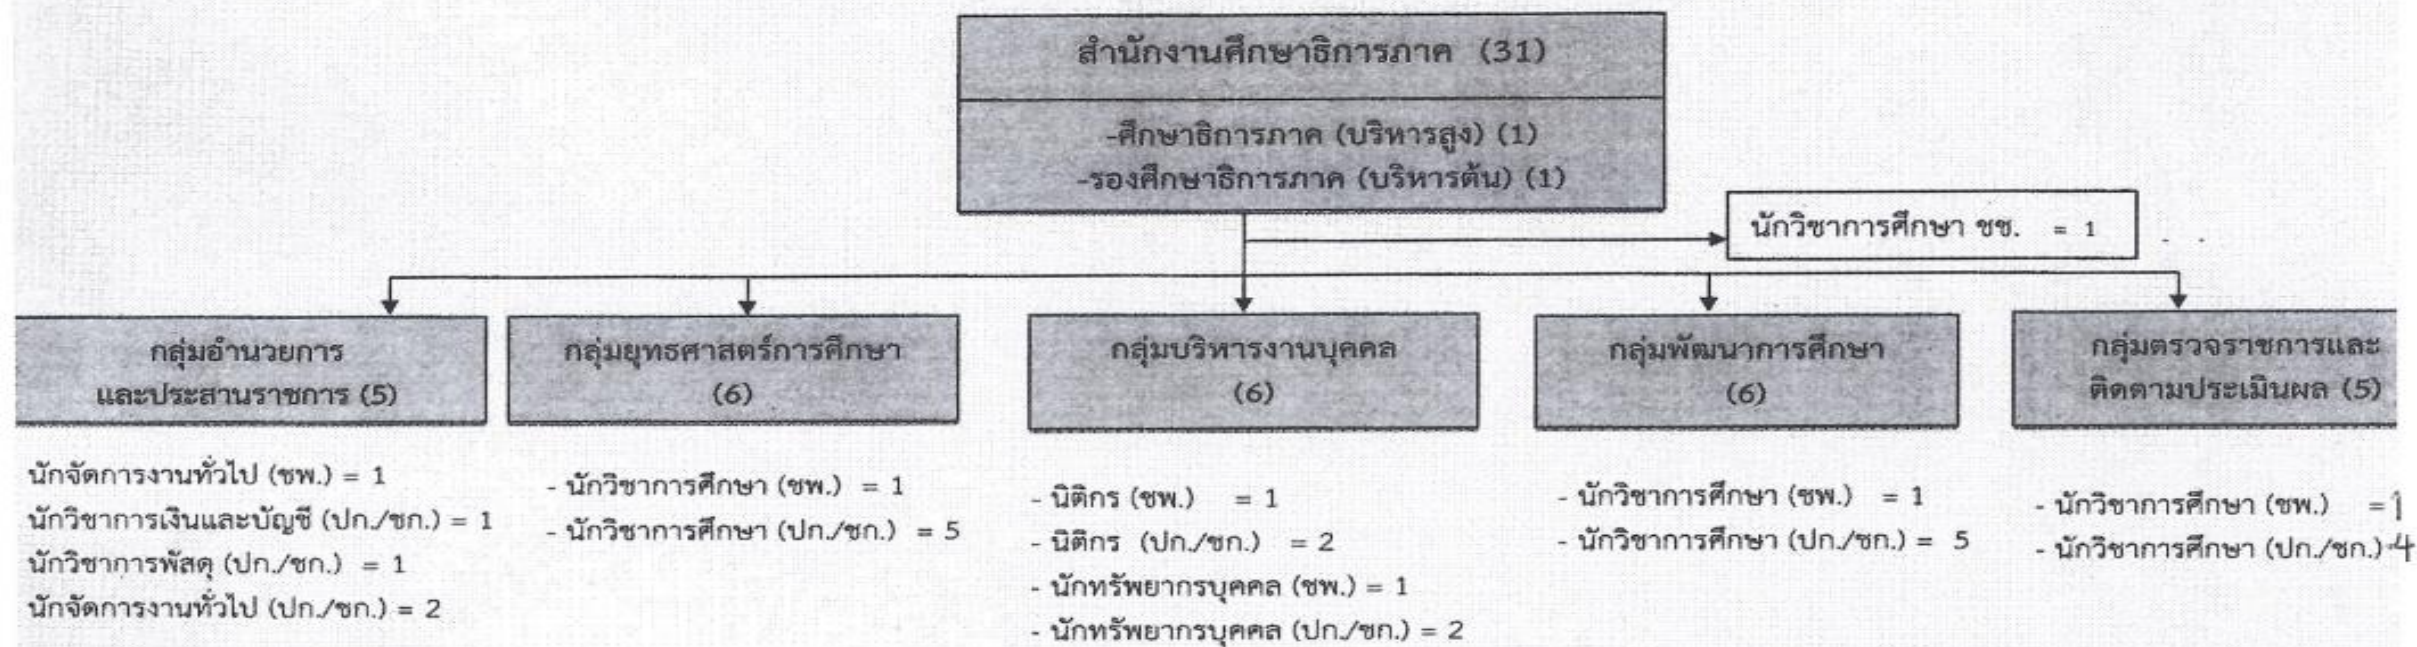 สำนักงานศึกษาธิการภาค (31)
-ศึกษาธิการภาค (บริหารสูง) (1)
-รองศึกษาธิการภาค (บริหารต้น) (1)
นักวิชาการศึกษา ชช. = 1
กลุ่มอำนวยการ
และประสานราชการ (5)
นักจัดการงานทั่วไป (ชพ.) = 1
นักวิชาการเงินและบัญชี (ปก./ชก.) = 1
นักวิชาการพัสดุ (ปก./ชก.) = 1
นักจัดการงานทั่วไป (ปก./ชก.) = 2
กลุ่มยุทธศาสตร์การศึกษา
(6)
- นักวิชาการศึกษา (ชพ.) = 1
- นักวิชาการศึกษา (ปก./ชก.) = 5
กลุ่มบริหารงานบุคคล
(6)
- นิติกร (ชพ.) = 1
- นิติกร (ปก./ชก.) = 2
- นักทรัพยากรบุคคล (ชพ.) = 1
- นักทรัพยากรบุคคล (ปก./ชก.) = 2
กลุ่มพัฒนาการศึกษา
(6)
- นักวิชาการศึกษา (ชพ.) = 1
- นักวิชาการศึกษา (ปก./ชก.) = 5
กลุ่มตรวจราชการและ
ติดตามประเมินผล (5)
- นักวิชาการศึกษา (ชพ.) =1
- นักวิชาการศึกษา (ปก./ชก.) 4